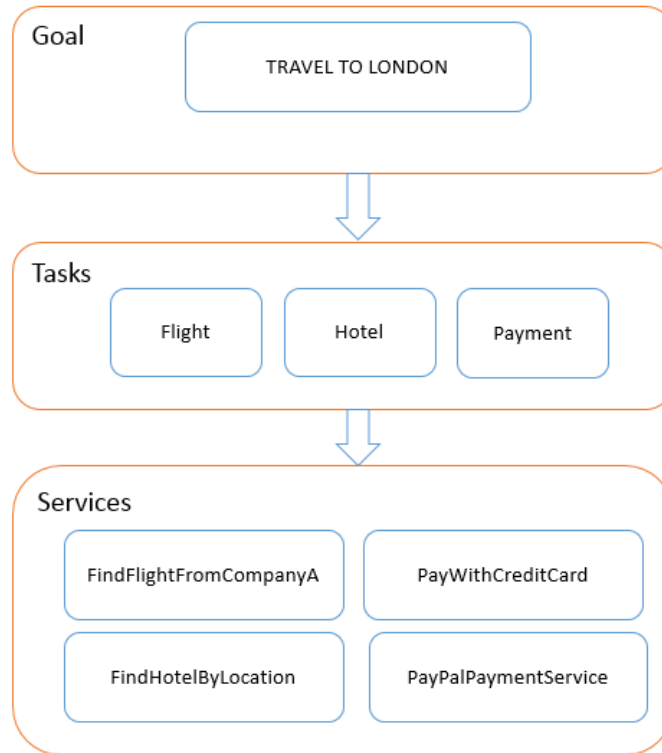 Goal
TRAVEL TO LONDON
Tasks
Flight
Hotel
Payment
Services
FindFlightFromCompanyA
PayWithCreditCard
FindHotelByLocation
PayPalPaymentService